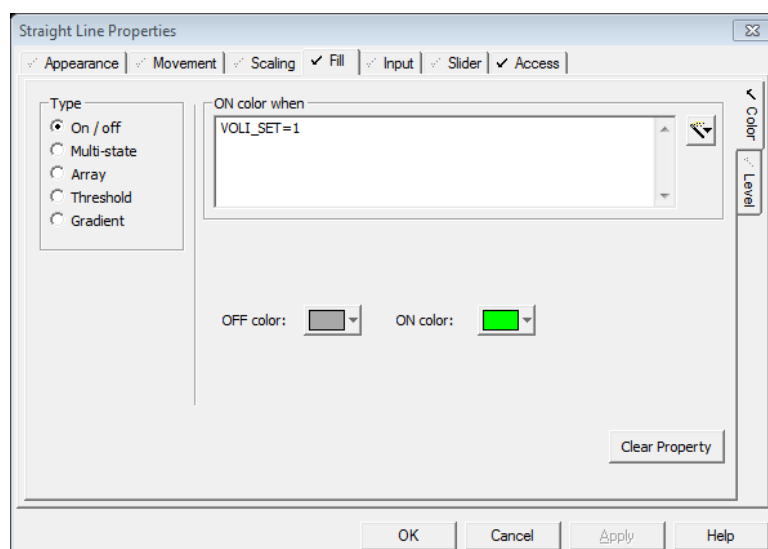 Straight Line Properties
Appearance Movement Scaling Fill Input Slider Access
Type
On / off
Multi-state
Array
Threshold
Gradient
ON color when
VOLI_SET=1
Color
Level
OFF color:
ON color:
Clear Property
OK Cancel Apply Help